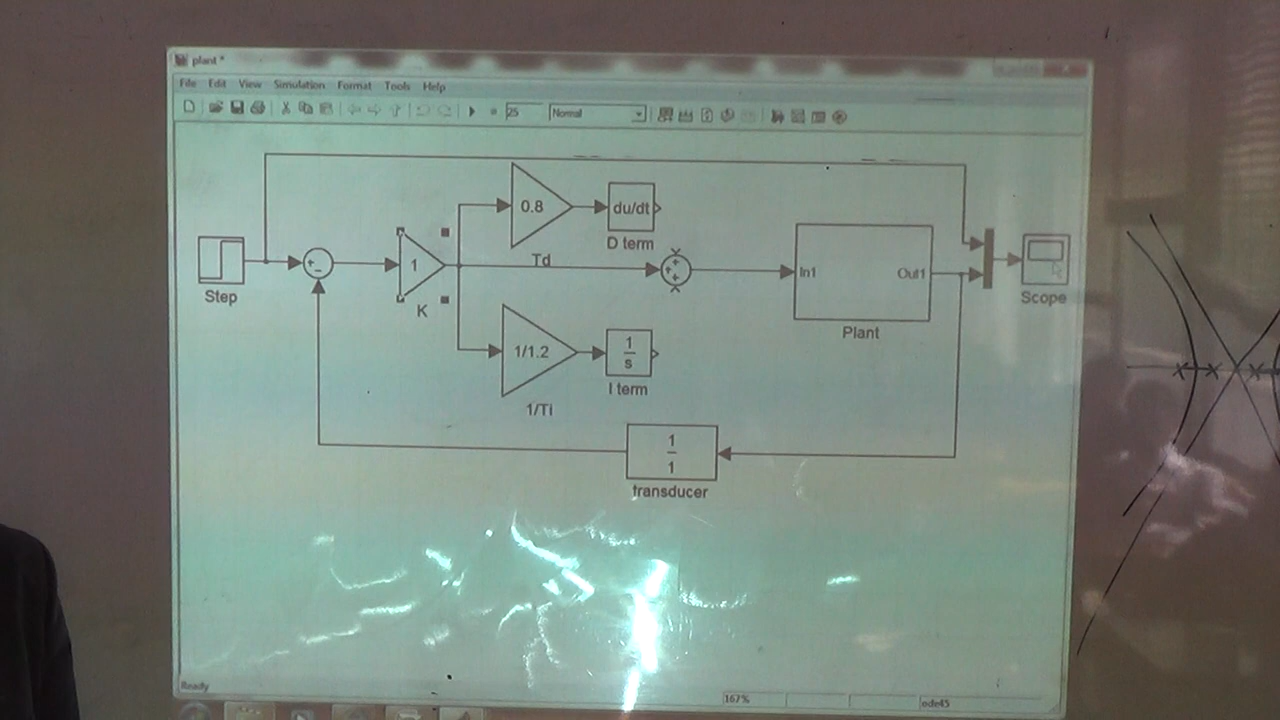 plant *
File Edit View Simulation Format Tools Help
25 Normal
0.8
du/dt
D term
Td
1
K
Step
In1 Out1
Plant
Scope
1/1.2
1/Ti
1
s
I term
1
1
transducer
Ready
167%
ode45